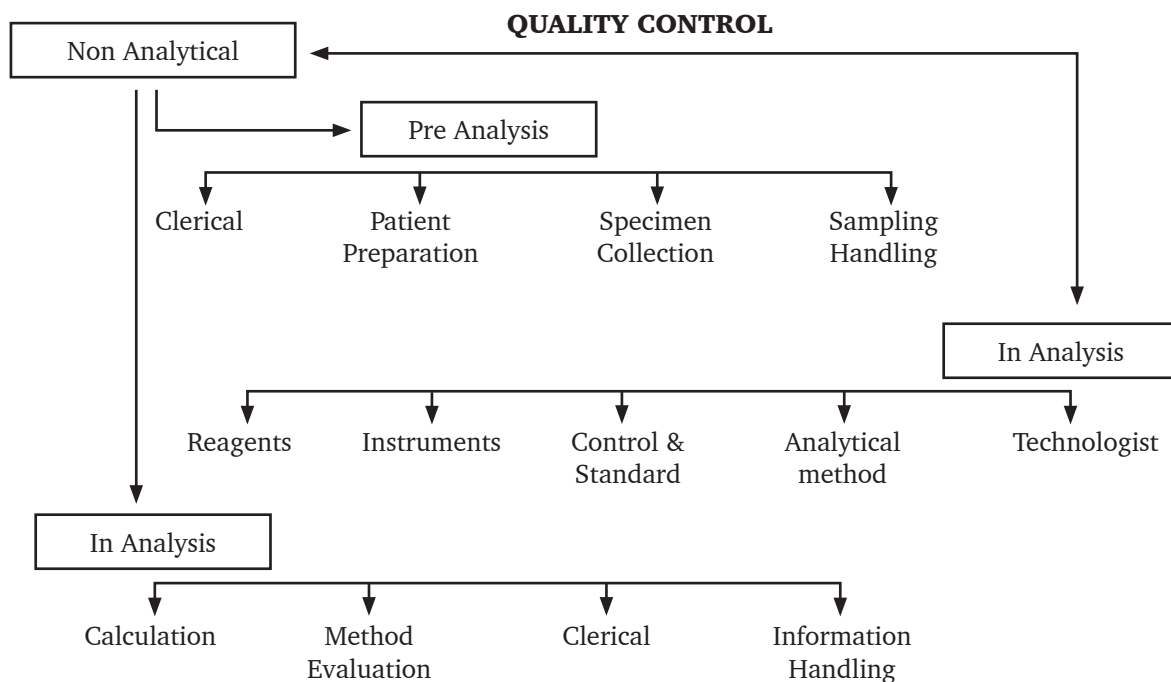 QUALITY CONTROL
Non Analytical
Pre Analysis
Clerical
Patient
Preparation
Specimen
Collection
Sampling
Handling
In Analysis
Reagents
Instruments
Control &
Standard
Analytical
method
Technologist
In Analysis
Calculation
Method
Evaluation
Clerical
Information
Handling